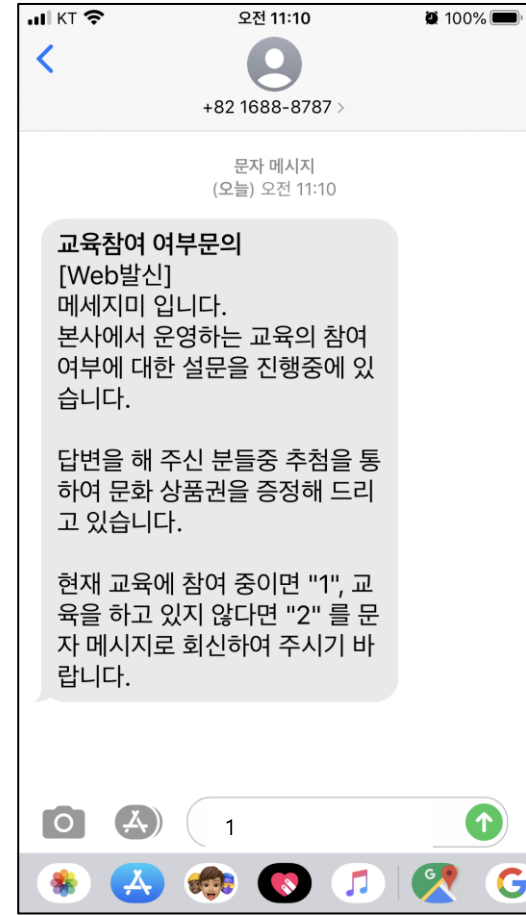 KT 오전 11:10 100%
+82 1688-8787
문자 메시지
(오늘) 오전 11:10
교육참여 여부문의
[Web발신]
메세지미 입니다.
본사에서 운영하는 교육의 참여
여부에 대한 설문을 진행중에 있
습니다.
답변을 해 주신 분들중 추첨을 통
하여 문화 상품권을 증정해 드리
고 있습니다.
현재 교육에 참여 중이면 "1", 교
육을 하고 있지 않다면 "2" 를 문
자 메시지로 회신하여 주시기 바
랍니다.
1